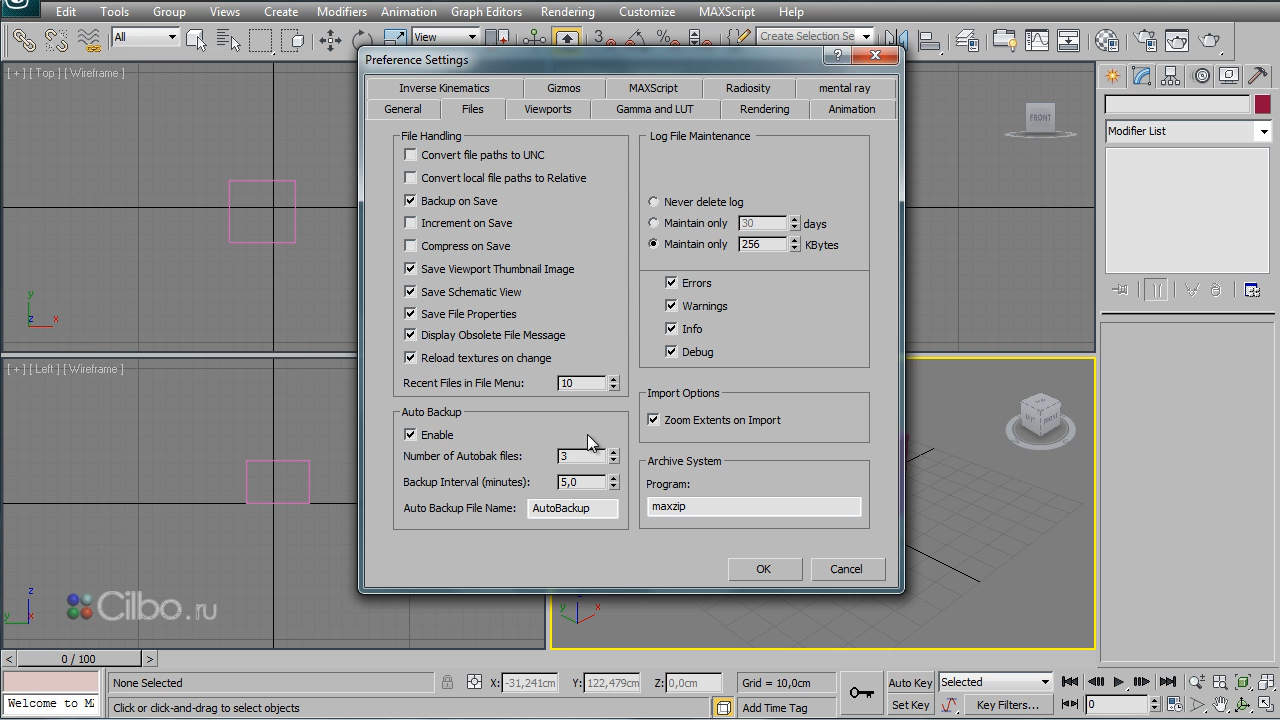 Edit Tools Group Views Create Modifiers Animation Graph Editors Rendering Customize MAXScript Help
All View Create Selection Se
[ + ] [ Top ] [ Wireframe ]
FRONT
Preference Settings
Inverse Kinematics Gizmos MAXScript Radiosity mental ray
General Files Viewports Gamma and LUT Rendering Animation
File Handling
Convert file paths to UNC
Convert local file paths to Relative
Backup on Save
Increment on Save
Compress on Save
Save Viewport Thumbnail Image
Save Schematic View
Save File Properties
Display Obsolete File Message
Reload textures on change
Recent Files in File Menu: 10
Auto Backup
Enable
Number of Autobak files: 3
Backup Interval (minutes): 5,0
Auto Backup File Name: AutoBackup
Log File Maintenance
Never delete log
Maintain only 30 days
Maintain only 256 KBytes
Errors
Warnings
Info
Debug
Import Options
Zoom Extents on Import
Archive System
Program:
maxzip
OK Cancel
Modifier List
y
z x
[ + ] [ Left ] [ Wireframe ]
z
y x
Cilbo.ru
y x
< 0 / 100 >
None Selected X: -31,241cm Y: 122,479cm Z: 0,0cm Grid = 10,0cm Auto Key Selected
Welcome to MA Click or click-and-drag to select objects Add Time Tag Set Key Key Filters... 0